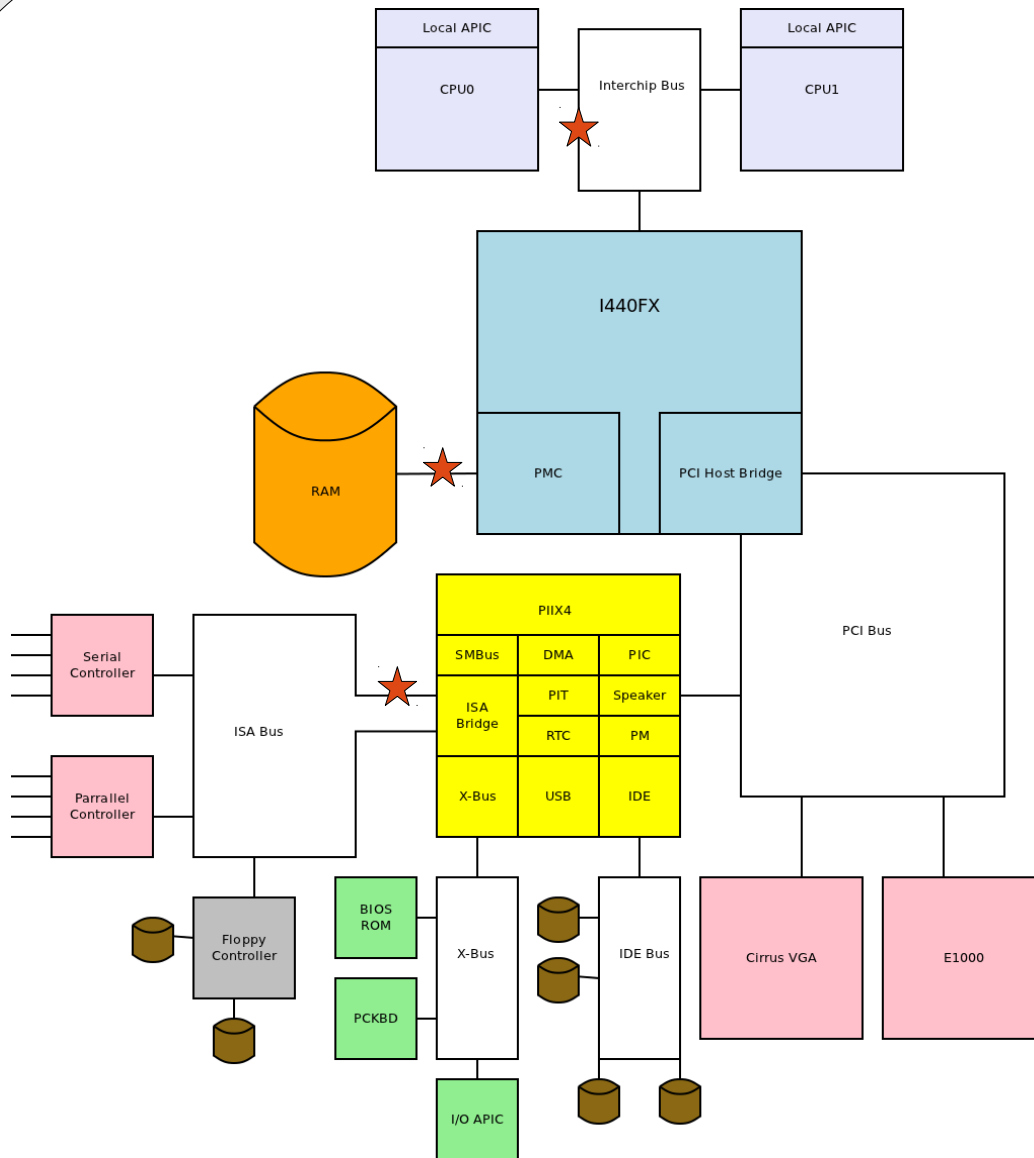 Local APIC
Local APIC
CPU0
Interchip Bus
CPU1
I440FX
RAM
PMC
PCI Host Bridge
PCI Bus
PIIX4
SMBus
DMA
PIC
ISA
Bridge
PIT
Speaker
RTC
PM
X-Bus
USB
IDE
Serial
Controller
ISA Bus
Parrallel
Controller
Floppy
Controller
BIOS
ROM
X-Bus
IDE Bus
Cirrus VGA
E1000
PCKBD
I/O APIC